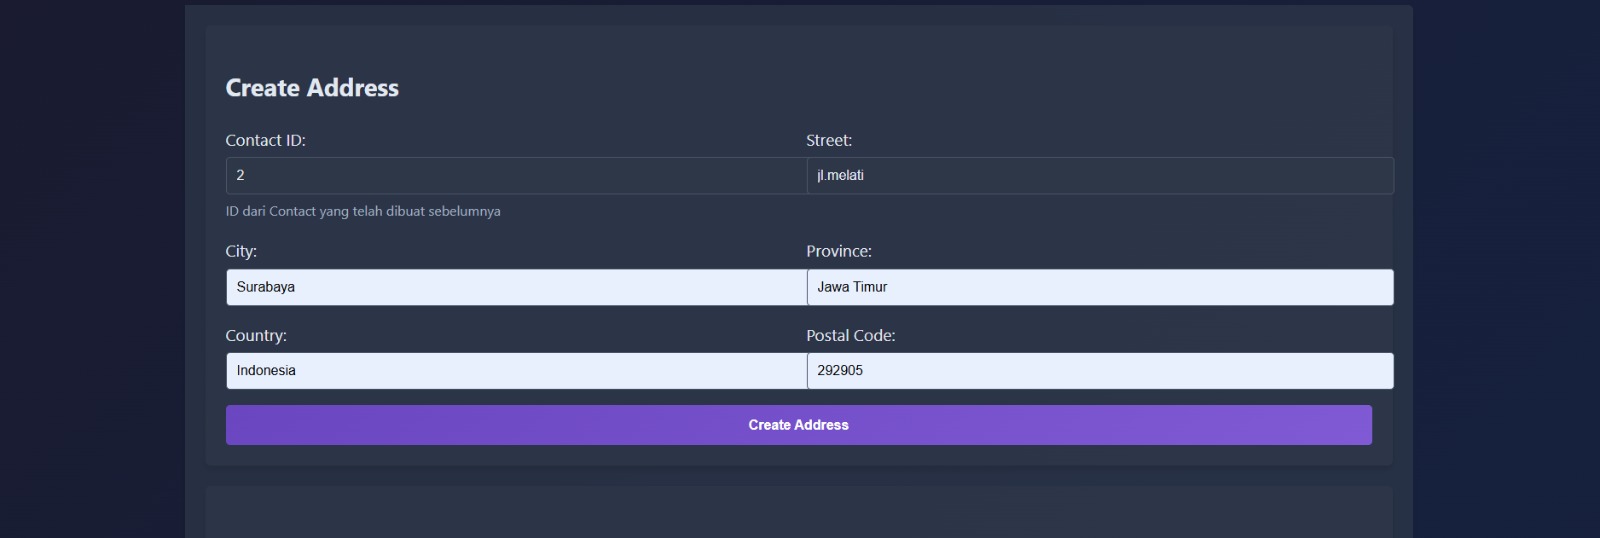 Create Address
Contact ID:
Street:
2
jl.melati
ID dari Contact yang telah dibuat sebelumnya
City:
Province:
Surabaya
Jawa Timur
Country:
Postal Code:
Indonesia
292905
Create Address